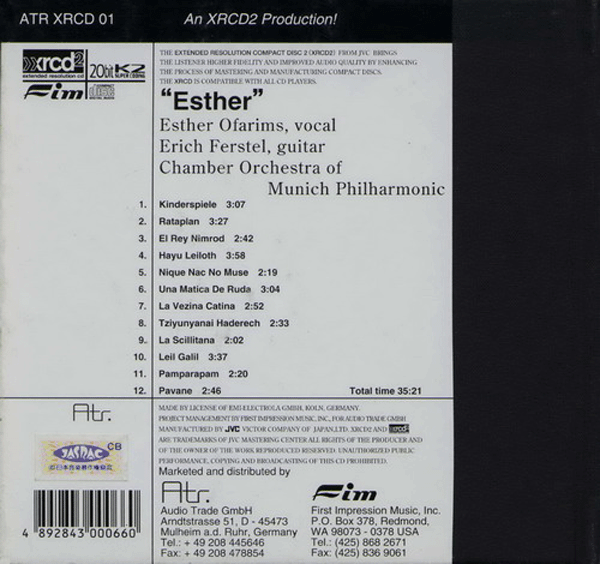 ATR XRCD 01
An XRCD2 Production!
xrcd2
extended resolution cd
20bit K2
SUPER CODING
Fim
disc
DIGITAL AUDIO
THE EXTENDED RESOLUTION COMPACT DISC 2 (XRCD2) FROM JVC BRINGS
THE LISTENER HIGHER FIDELITY AND IMPROVED AUDIO QUALITY BY ENHANCING
THE PROCESS OF MASTERING AND MANUFACTURING COMPACT DISCS.
THE XRCD IS COMPATIBLE WITH ALL CD PLAYERS.
“Esther”
Esther Ofarims, vocal
Erich Ferstel, guitar
Chamber Orchestra of
Munich Philharmonic
1. Kinderspiele 3:07
2. Rataplan 3:27
3. El Rey Nimrod 2:42
4. Hayu Leiloth 3:58
5. Nique Nac No Muse 2:19
6. Una Matica De Ruda 3:04
7. La Vezina Catina 2:52
8. Tziyunyanai Haderech 2:33
9. La Scillitana 2:02
10. Leil Galil 3:37
11. Pamparapam 2:20
12. Pavane 2:46 Total time 35:21
Atr.
MADE BY LICENSE OF EMI-ELECTROLA GMBH, KOLN, GERMANY.
PROJECT MANAGEMENT BY FIRST IMPRESSION MUSIC, INC., FOR AUDIO TRADE GMBH
MANUFACTURED BY JVC VICTOR COMPANY OF JAPAN,LTD. XRCD2 AND xrcd2
ARE TRADEMARKS OF JVC MASTERING CENTER ALL RIGHTS OF THE PRODUCER AND
OF THE OWNER OF THE WORK REPRODUCED RESERVED. UNAUTHORIZED PUBLIC
PERFORMANCE, COPYING AND BROADCASTING OF THIS CD PROHIBITED.
CB
JASRAC
Marketed and distributed by
Atr.
Audio Trade GmbH
Arndtstrasse 51, D - 45473
Mulheim a.d. Ruhr, Germany
Tel.: + 49 208 445646
Fax: + 49 208 478854
Fim
First Impression Music, Inc.
P.O. Box 378, Redmond,
WA 98073 - 0378 USA
Tel: (425) 868 2671
Fax: (425) 836 9061
4 892843 000660